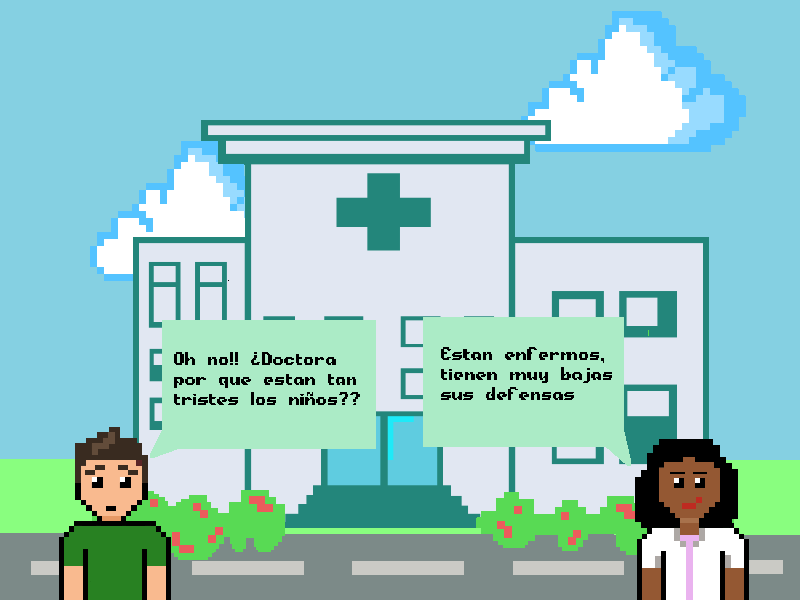 Oh no!! ¿Doctora
por que estan tan
tristes los niños??
Estan enfermos,
tienen muy bajas
sus defensas